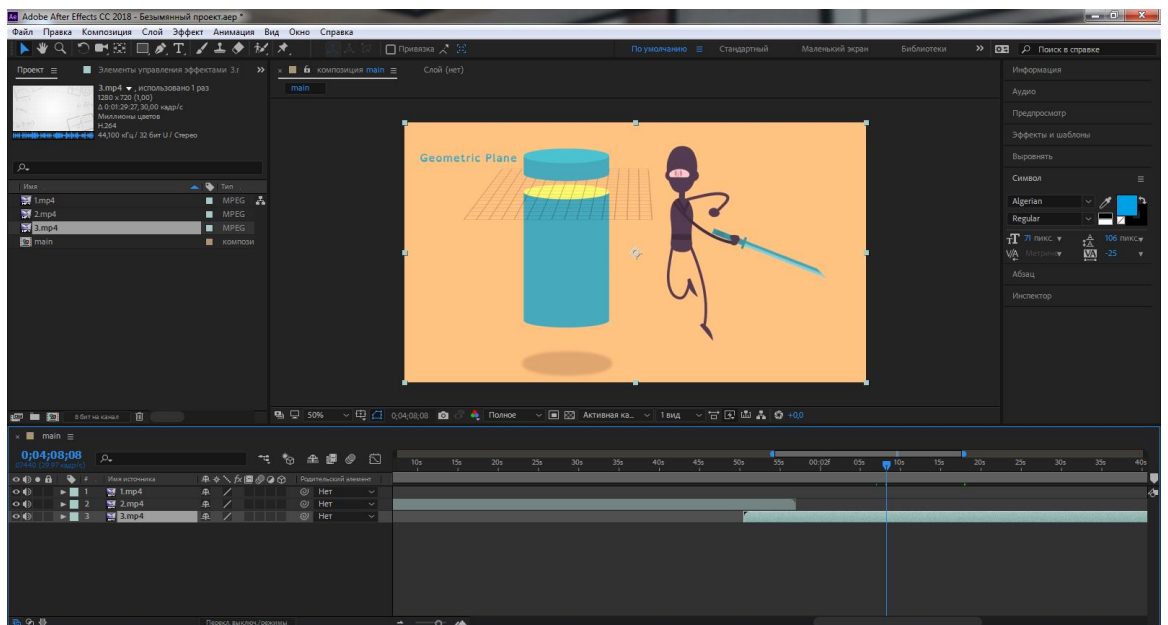 Adobe After Effects CC 2018 - Безымянный проект.aep *
Файл Правка Композиция Слой Эффект Анимация Вид Окно Справка
Привязка По умолчанию Стандартный Маленький экран Библиотеки Поиск в справке
Проект Элементы управления эффектами 3.r композиция main Слой (нет) Информация
main
3.mp4 , использовано 1 раз
1280 x 720 (1,00)
Δ 0:01:29:27, 30,00 кадр/с
Миллионы цветов
H.264
44,100 кГц / 32 бит U / Стерео
Аудио
Предпросмотр
Эффекты и шаблоны
Выровнять
Символ
Algerian
Regular
71 пикс. 106 пикс.
Метричес -25
Абзац
Инспектор
Geometric Plane
Имя Тип
1.mp4 MPEG
2.mp4 MPEG
3.mp4 MPEG
main компози
8 бит на канал
50% 0;04;08;08 Полное Активная ка... 1 вид +0,0
main
0;04;08;08
07440 (29.97 кадр/с)
10s 15s 20s 25s 30s 35s 40s 45s 50s 55s 00:02f 05s 10s 15s 20s 25s 30s 35s 40s
# Имя источника Родительский элемент
1 1.mp4 Нет
2 2.mp4 Нет
3 3.mp4 Нет
Перекл. выключ./режимы